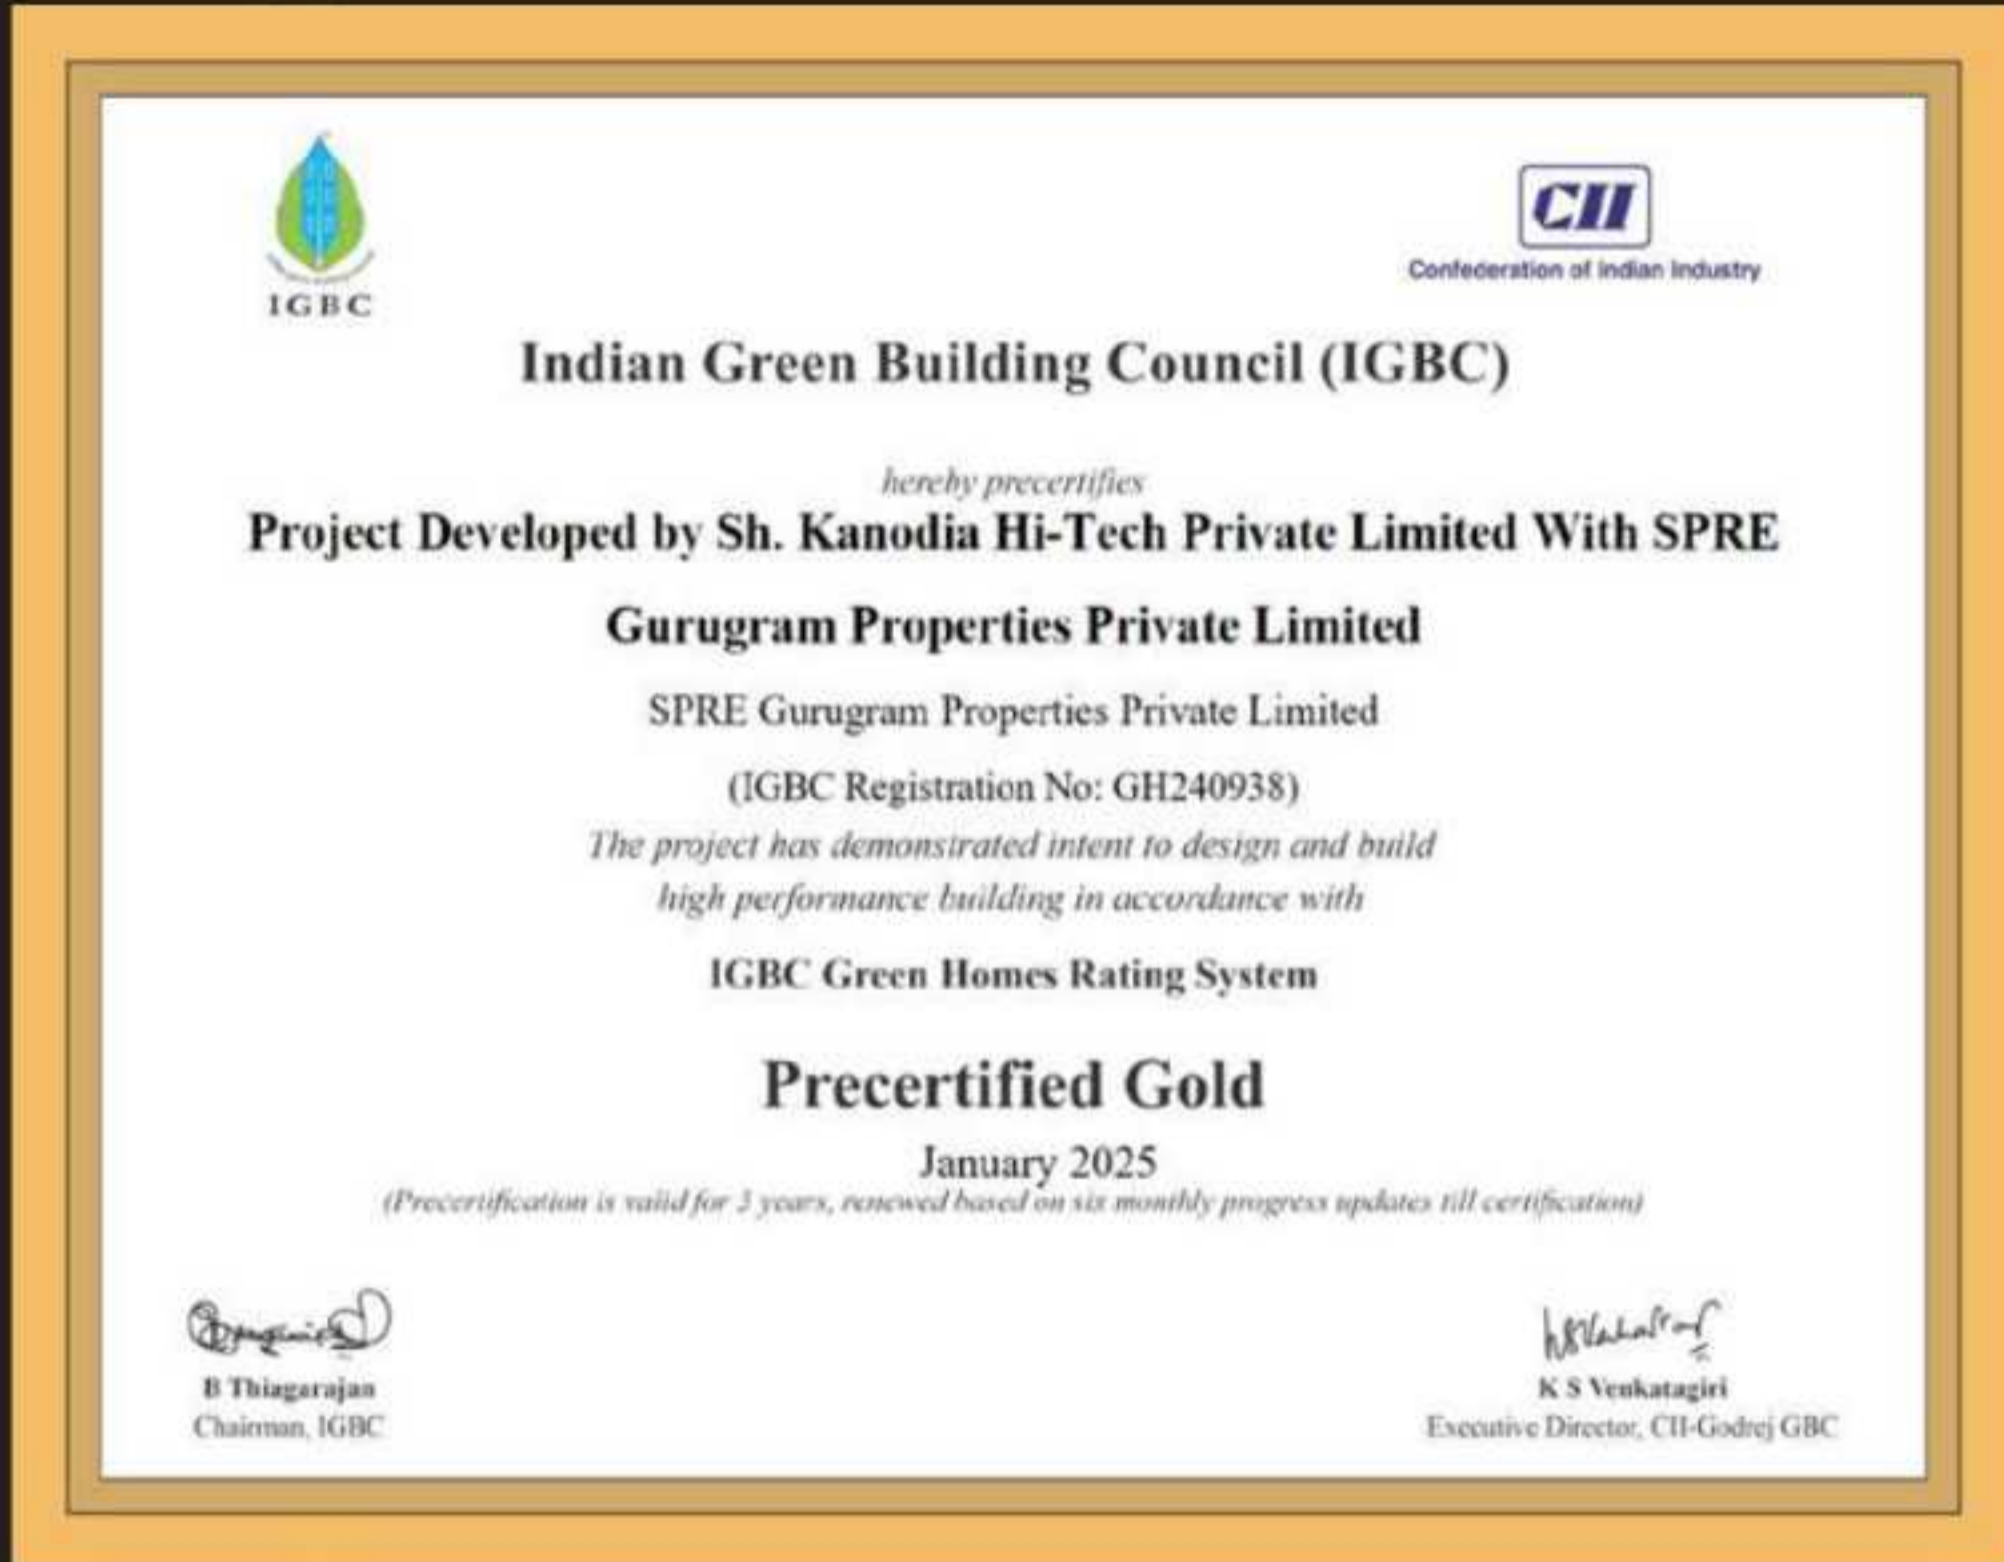 IGBC
CII
Confederation of Indian Industry
Indian Green Building Council (IGBC)
hereby precertifies
Project Developed by Sh. Kanodia Hi-Tech Private Limited With SPRE
Gurugram Properties Private Limited
SPRE Gurugram Properties Private Limited
(IGBC Registration No: GH240938)
The project has demonstrated intent to design and build
high performance building in accordance with
IGBC Green Homes Rating System
Precertified Gold
January 2025
(Precertification is valid for 3 years, renewed based on six monthly progress updates till certification)
B Thiagarajan
Chairman, IGBC
K S Venkatagiri
Executive Director, CII-Godrej GBC